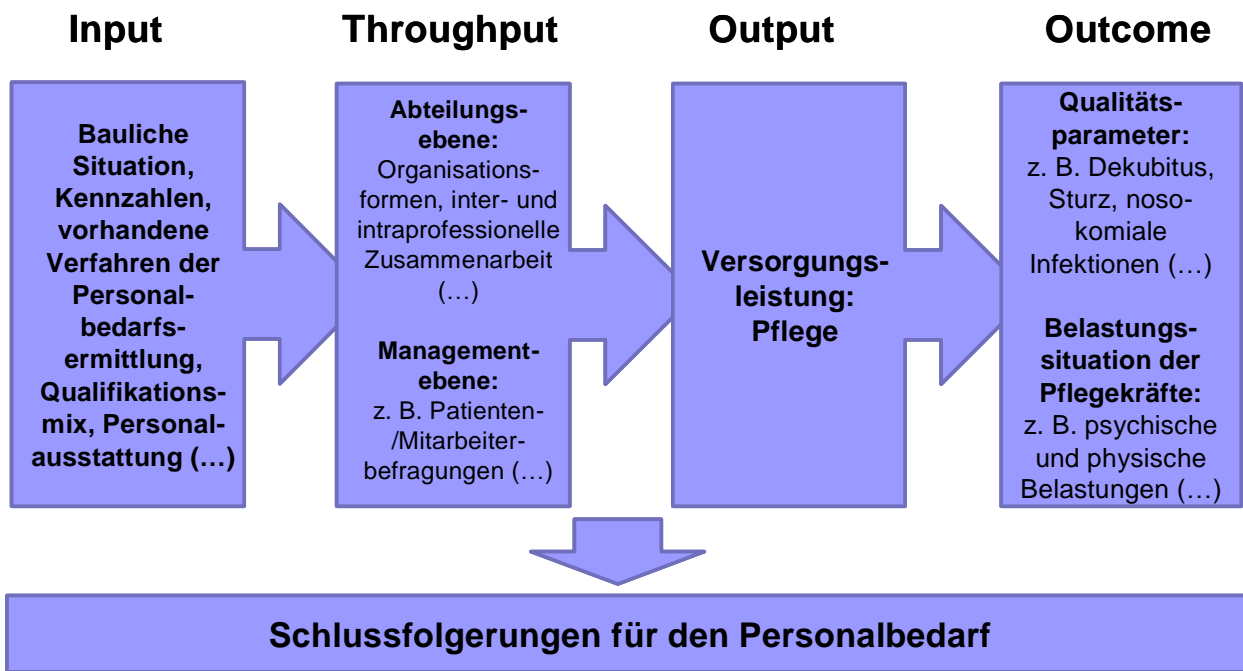 Input
Throughput
Output
Outcome
Bauliche
Situation,
Kennzahlen,
vorhandene
Verfahren der
Personal-
bedarfs-
ermittlung,
Qualifikations-
mix, Personal-
ausstattung (…)
Abteilungs-
ebene:
Organisations-
formen, inter- und
intraprofessionelle
Zusammenarbeit
(…)
Management-
ebene:
z. B. Patienten-
/Mitarbeiter-
befragungen (…)
Versorgungs-
leistung:
Pflege
Qualitäts-
parameter:
z. B. Dekubitus,
Sturz, noso-
komiale
Infektionen (…)
Belastungs-
situation der
Pflegekräfte:
z. B. psychische
und physische
Belastungen (…)
Schlussfolgerungen für den Personalbedarf